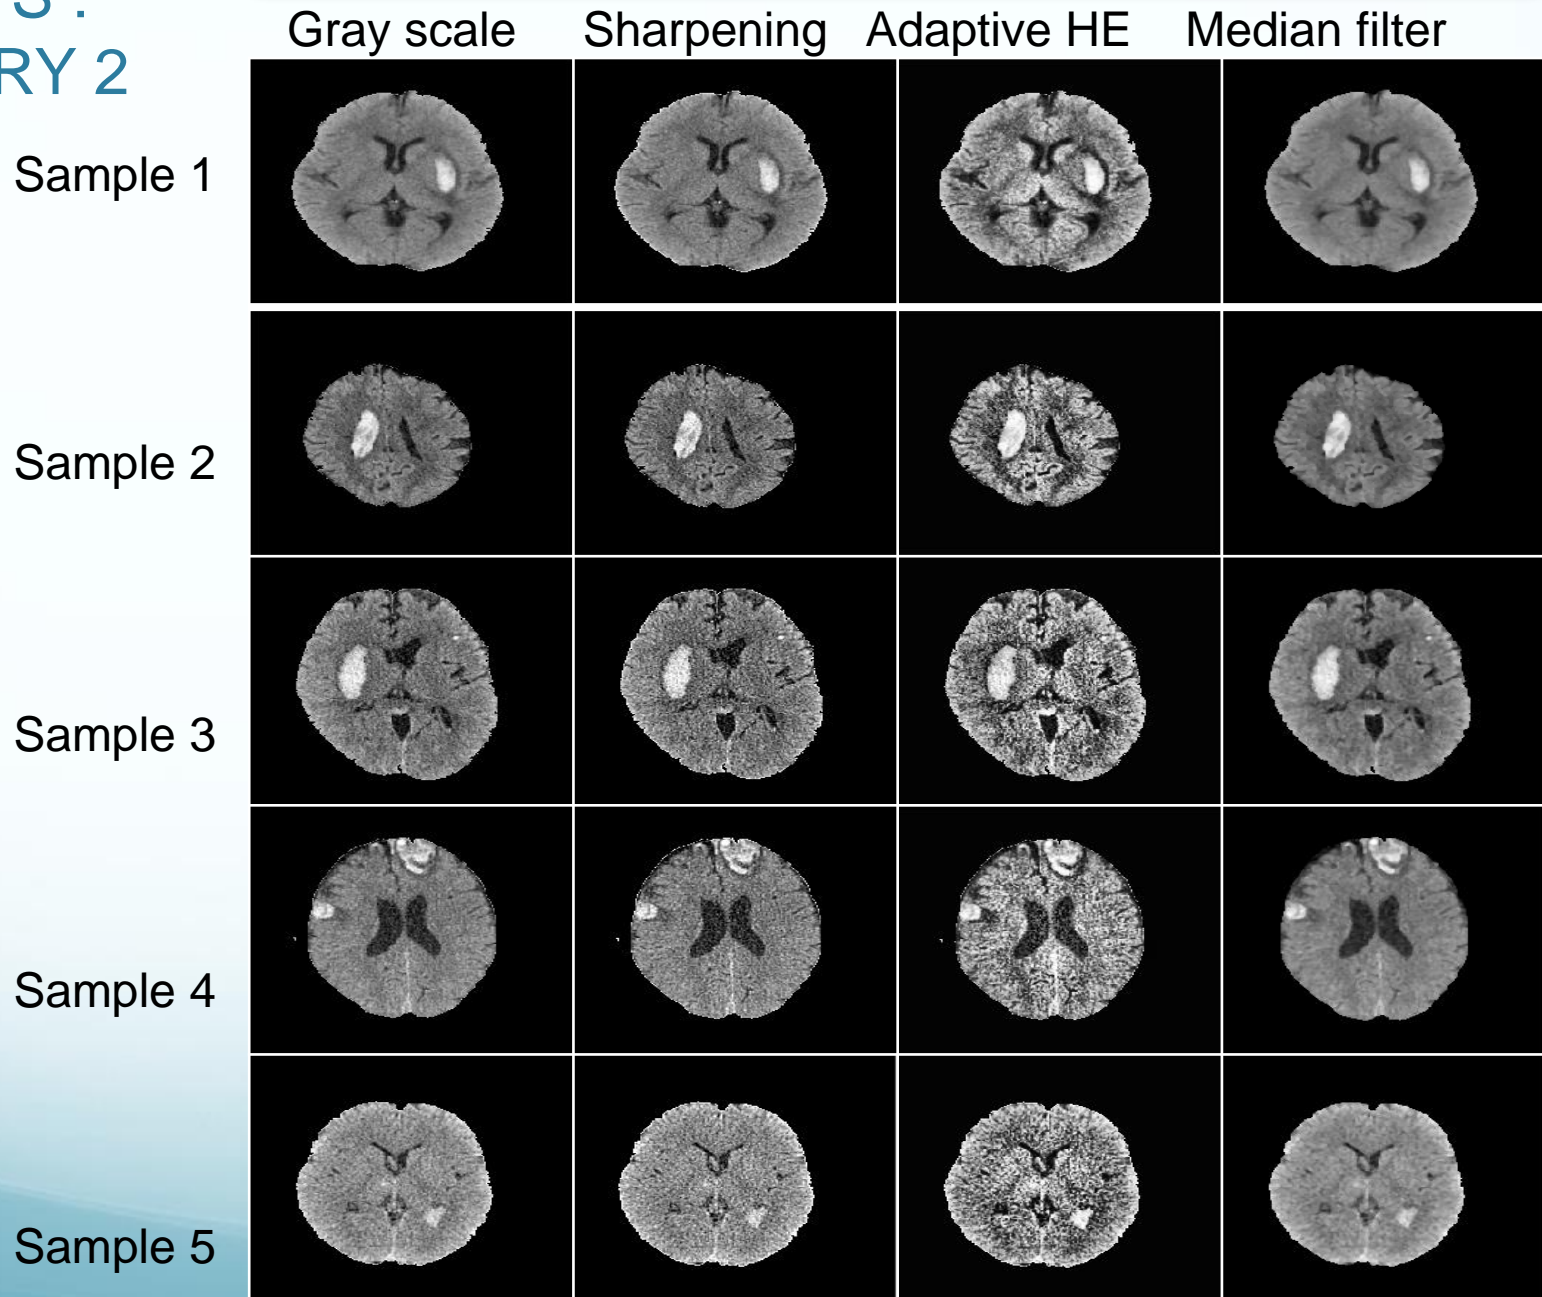 S :
RY 2
Gray scale Sharpening Adaptive HE Median filter
Sample 1
Sample 2
Sample 3
Sample 4
Sample 5